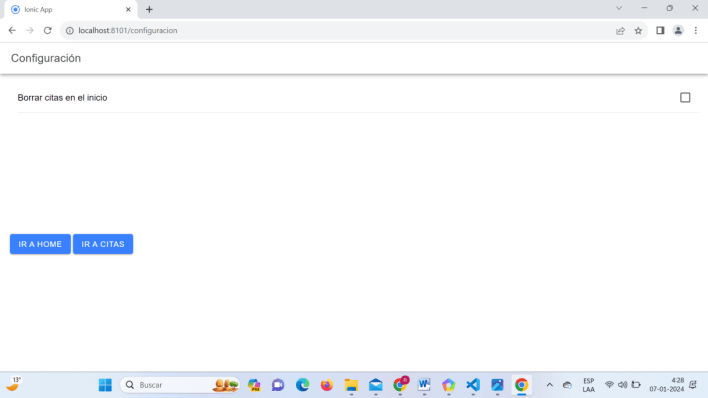 Ionic App
localhost:8101/configuracion
Configuración
Borrar citas en el inicio
IR A HOME IR A CITAS
13°
Buscar
ESP
LAA
4:28
07-01-2024